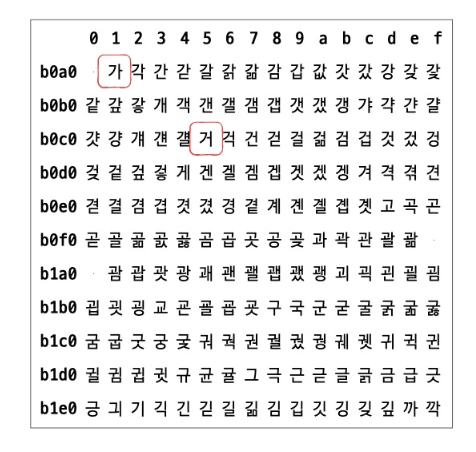 0 1 2 3 4 5 6 7 8 9 a b c d e f
b0a0 가 각 간 갇 갈 갉 갊 감 갑 값 갓 갔 강 갖 갗
b0b0 같 갚 갛 개 객 갠 갤 갬 갭 갯 갰 갱 갸 갹 갼 걀
b0c0 걋 걍 걔 걘 걜 거 걱 건 걷 걸 걺 검 겁 것 겄 겅
b0d0 겆 겉 겊 겋 게 겐 겔 겜 겝 겟 겠 겡 겨 격 겪 견
b0e0 겯 결 겸 겹 겻 겼 경 곁 계 곈 곌 곕 곗 고 곡 곤
b0f0 곧 골 곪 곬 곯 곰 곱 곳 공 곶 과 곽 관 괄 괆
b1a0 괌 괍 괏 광 괘 괜 괠 괩 괬 괭 괴 괵 괸 괼 굄
b1b0 굅 굇 굉 교 굔 굘 굡 굣 구 국 군 굳 굴 굵 굶 굻
b1c0 굼 굽 굿 궁 궂 궈 궉 권 궐 궜 궝 궤 궷 귀 귁 귄
b1d0 귈 귐 귑 귓 규 균 귤 그 극 근 귿 글 긁 금 급 긋
b1e0 긍 긔 기 긱 긴 긷 길 긺 김 깁 깃 깅 깆 깊 까 깍